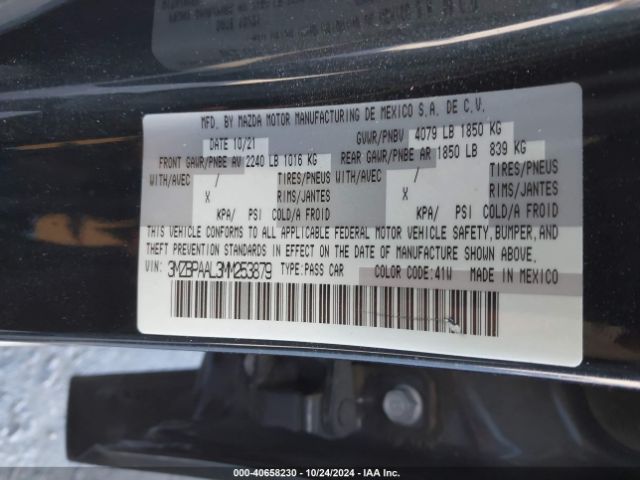 MFD. BY MAZDA MOTOR MANUFACTURING DE MEXICO S.A. DE C.V.
DATE 10/21 GVWR/PNBV 4079 LB 1850 KG
FRONT GAWR/PNBE AV 2240 LB 1016 KG REAR GAWR/PNBE AR 1850 LB 839 KG
WITH/AVEC / TIRES/PNEUS WITH/AVEC / TIRES/PNEUS
X RIMS/JANTES X RIMS/JANTES
KPA/ PSI COLD/A FROID KPA/ PSI COLD/A FROID
THIS VEHICLE CONFORMS TO ALL APPLICABLE FEDERAL MOTOR VEHICLE SAFETY, BUMPER, AND
THEFT PREVENTION STANDARDS IN EFFECT ON THE DATE OF MANUFACTURE SHOWN ABOVE.
VIN: 3MZBPAAL3MM253879 TYPE: PASS CAR COLOR CODE: 41W MADE IN MEXICO
000-40658230 - 10/24/2024 - IAA Inc.